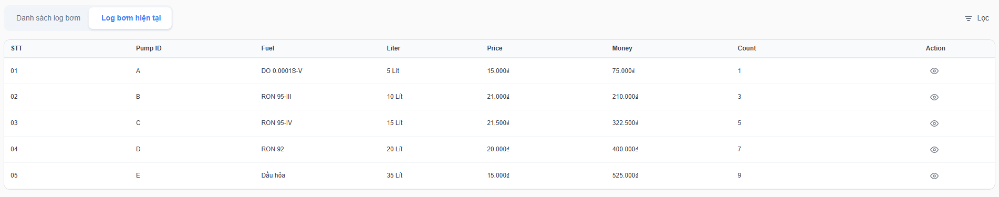 Danh sách log bơm Log bơm hiện tại Lọc
STT Pump ID Fuel Liter Price Money Count Action
01 A DO 0.0001S-V 5 Lít 15.000₫ 75.000₫ 1
02 B RON 95-III 10 Lít 21.000₫ 210.000₫ 3
03 C RON 95-IV 15 Lít 21.500₫ 322.500₫ 5
04 D RON 92 20 Lít 20.000₫ 400.000₫ 7
05 E Dầu hỏa 35 Lít 15.000₫ 525.000₫ 9